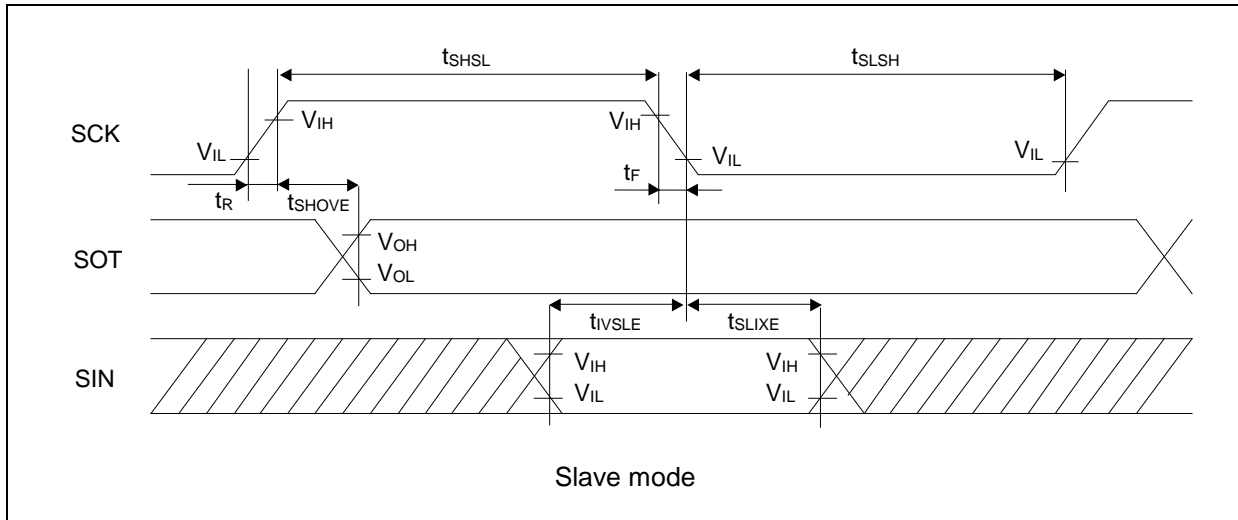 tSHSL
tSLSH
SCK
VIH
VIH
VIL
VIL
VIL
tF
tR
tSHOVE
SOT
VOH
VOL
tIVSLE
tSLIXE
SIN
VIH
VIH
VIL
VIL
Slave mode